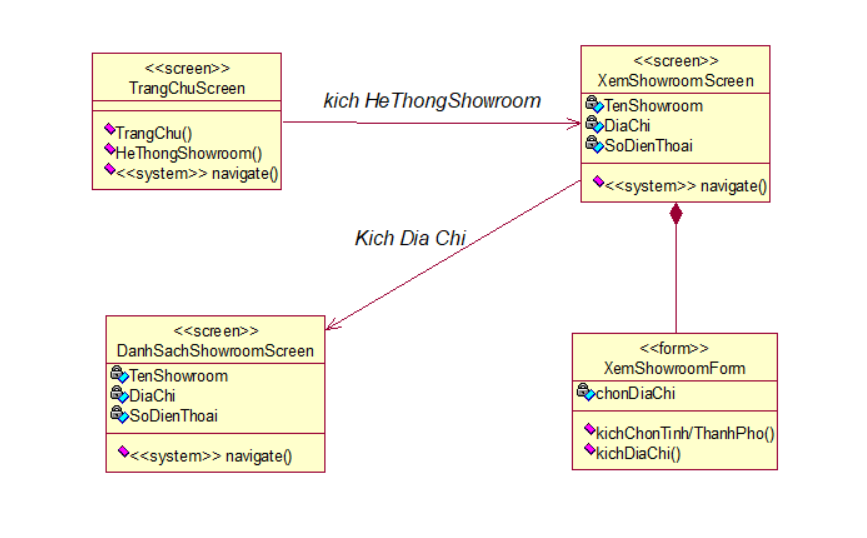 <<screen>>
TrangChuScreen
TrangChu()
HeThongShowroom()
<<system>> navigate()
kich HeThongShowroom
<<screen>>
XemShowroomScreen
TenShowroom
DiaChi
SoDienThoai
<<system>> navigate()
Kich Dia Chi
<<screen>>
DanhSachShowroomScreen
TenShowroom
DiaChi
SoDienThoai
<<system>> navigate()
<<form>>
XemShowroomForm
chonDiaChi
kichChonTinh/ThanhPho()
kichDiaChi()